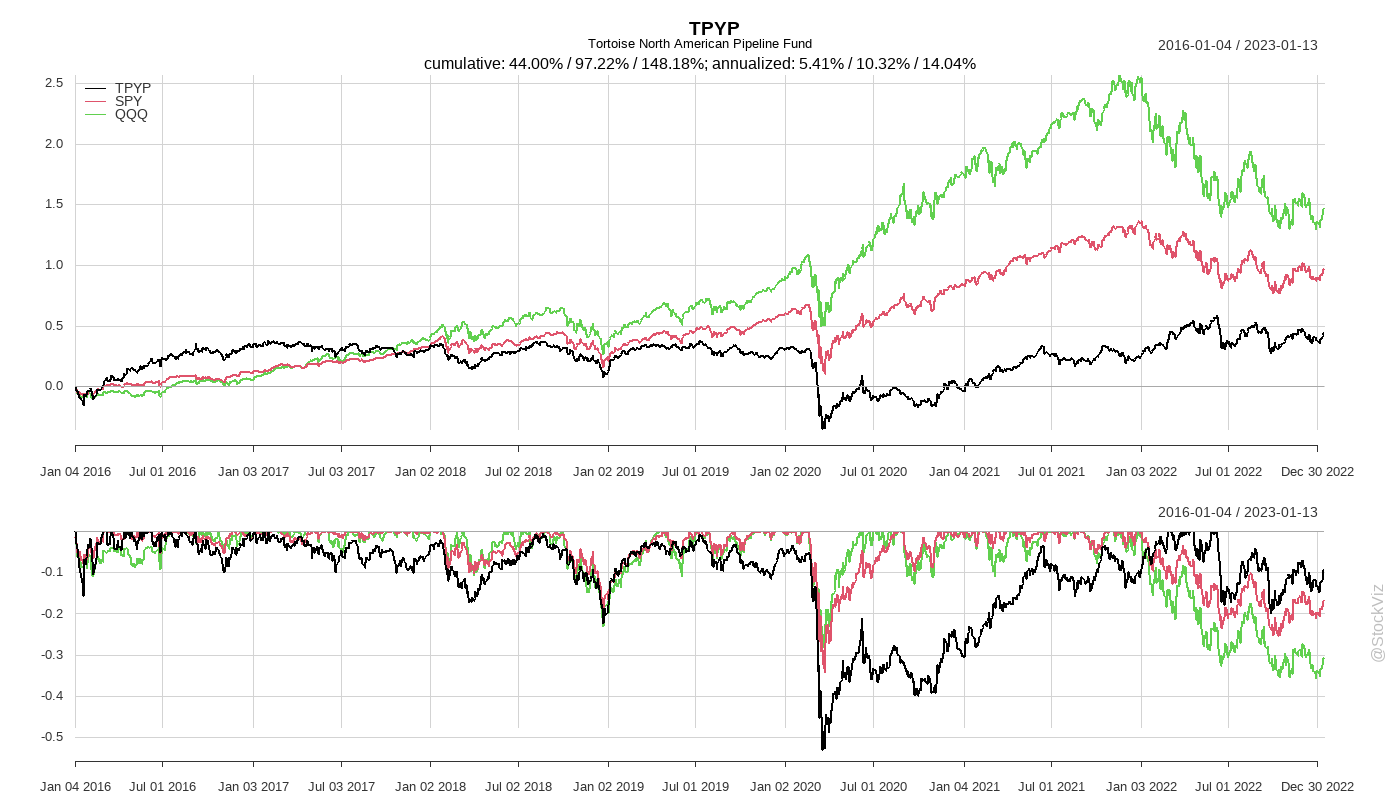 TPYP
Tortoise North American Pipeline Fund
2016-01-04 / 2023-01-13
cumulative: 44.00% / 97.22% / 148.18%; annualized: 5.41% / 10.32% / 14.04%
TPYP
SPY
QQQ
2.5
2.0
1.5
1.0
0.5
0.0
Jan 04 2016 Jul 01 2016 Jan 03 2017 Jul 03 2017 Jan 02 2018 Jul 02 2018 Jan 02 2019 Jul 01 2019 Jan 02 2020 Jul 01 2020 Jan 04 2021 Jul 01 2021 Jan 03 2022 Jul 01 2022 Dec 30 2022
2016-01-04 / 2023-01-13
-0.1
-0.2
-0.3
-0.4
-0.5
Jan 04 2016 Jul 01 2016 Jan 03 2017 Jul 03 2017 Jan 02 2018 Jul 02 2018 Jan 02 2019 Jul 01 2019 Jan 02 2020 Jul 01 2020 Jan 04 2021 Jul 01 2021 Jan 03 2022 Jul 01 2022 Dec 30 2022
@StockViz